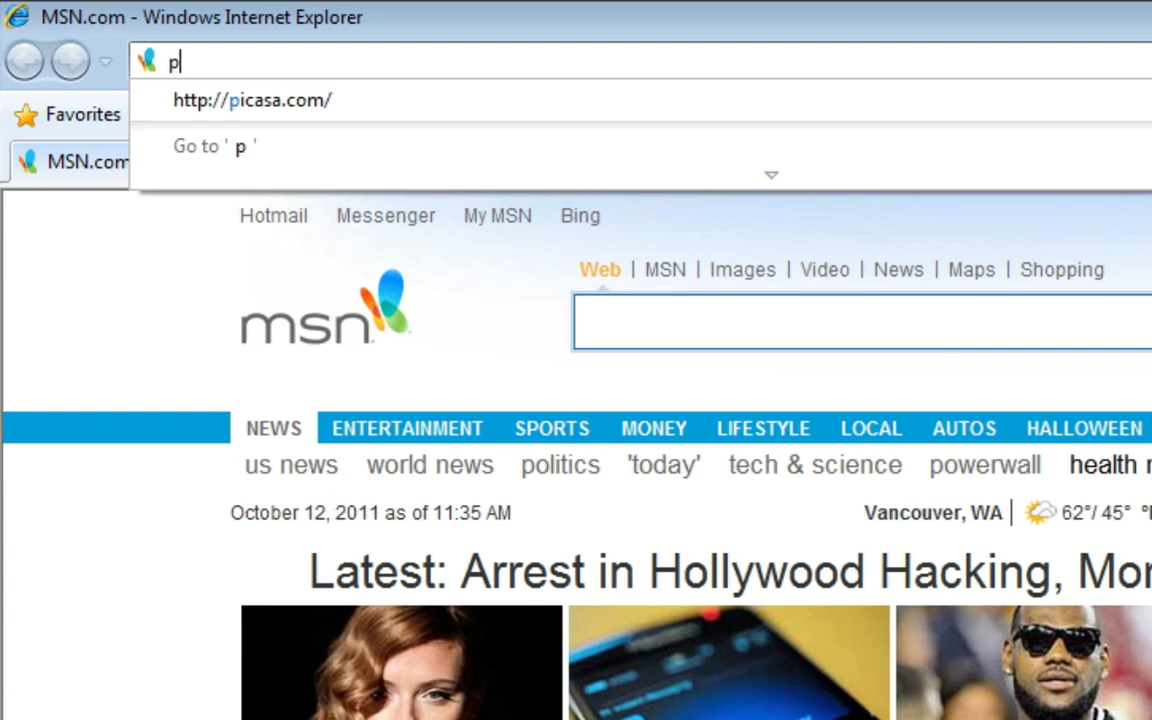 MSN.com - Windows Internet Explorer
p
http://picasa.com/
Favorites
Go to ' p '
MSN.com
Hotmail Messenger My MSN Bing
Web | MSN | Images | Video | News | Maps | Shopping
msn
NEWS ENTERTAINMENT SPORTS MONEY LIFESTYLE LOCAL AUTOS HALLOWEEN
us news world news politics 'today' tech & science powerwall health
October 12, 2011 as of 11:35 AM
Vancouver, WA | 62°/ 45°
Latest: Arrest in Hollywood Hacking,